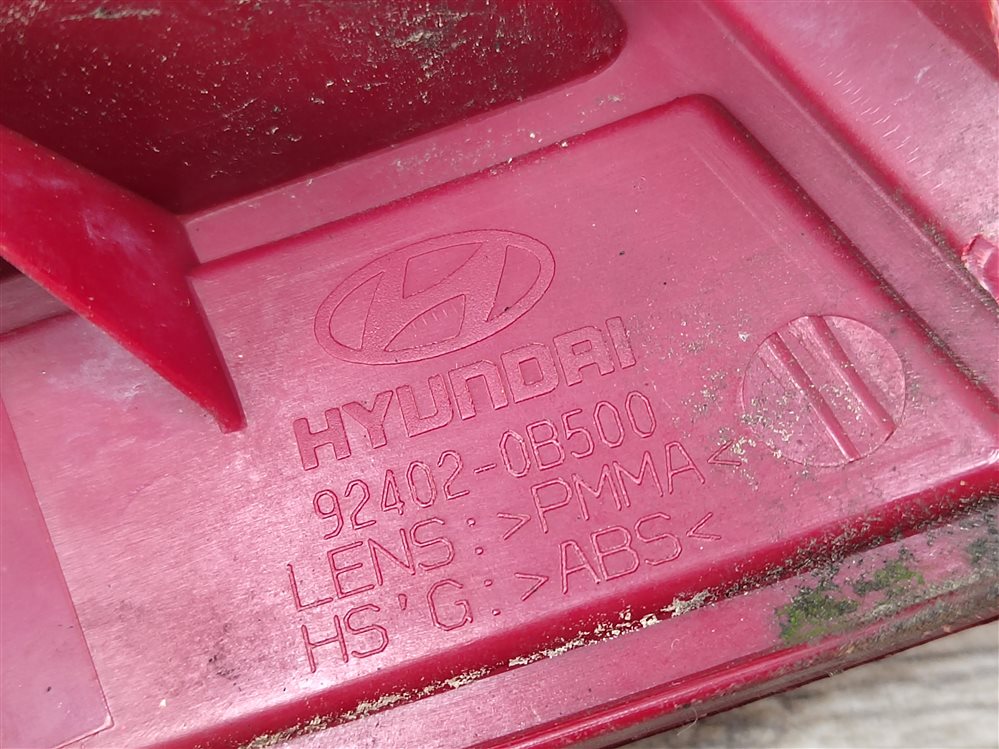 HYUNDAI
92402-0B500
LENS: >PMMA<
HS'G: >ABS<